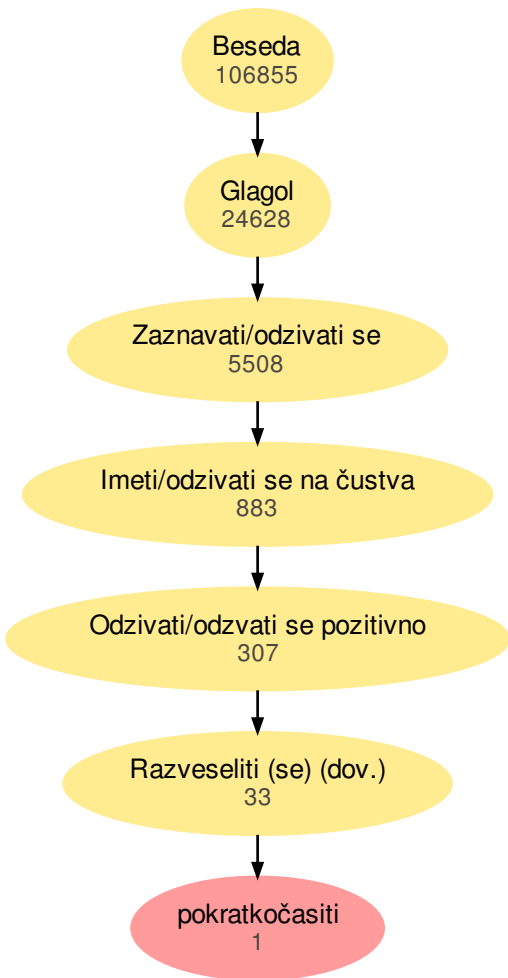 Beseda
106855
Glagol
24628
Zaznavati/odzivati se
5508
Imeti/odzivati se na čustva
883
Odzivati/odzvati se pozitivno
307
Razveseliti (se) (dov.)
33
pokratkočasiti
1